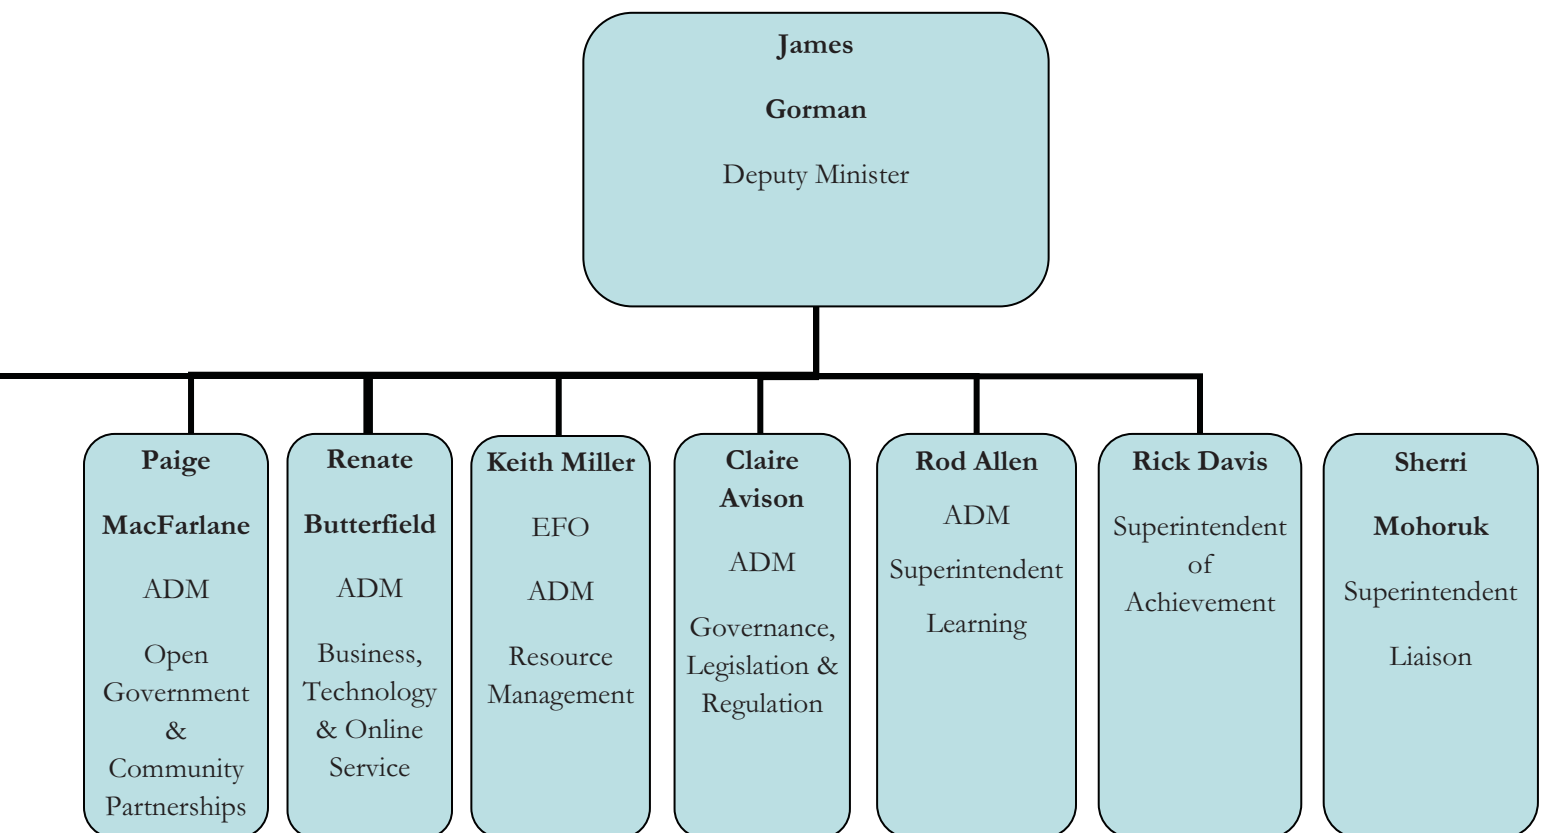 James
Gorman
Deputy Minister
Paige
MacFarlane
ADM
Open
Government
&
Community
Partnerships
Renate
Butterfield
ADM
Business,
Technology
& Online
Service
Keith Miller
EFO
ADM
Resource
Management
Claire
Avison
ADM
Governance,
Legislation &
Regulation
Rod Allen
ADM
Superintendent
Learning
Rick Davis
Superintendent
of
Achievement
Sherri
Mohoruk
Superintendent
Liaison